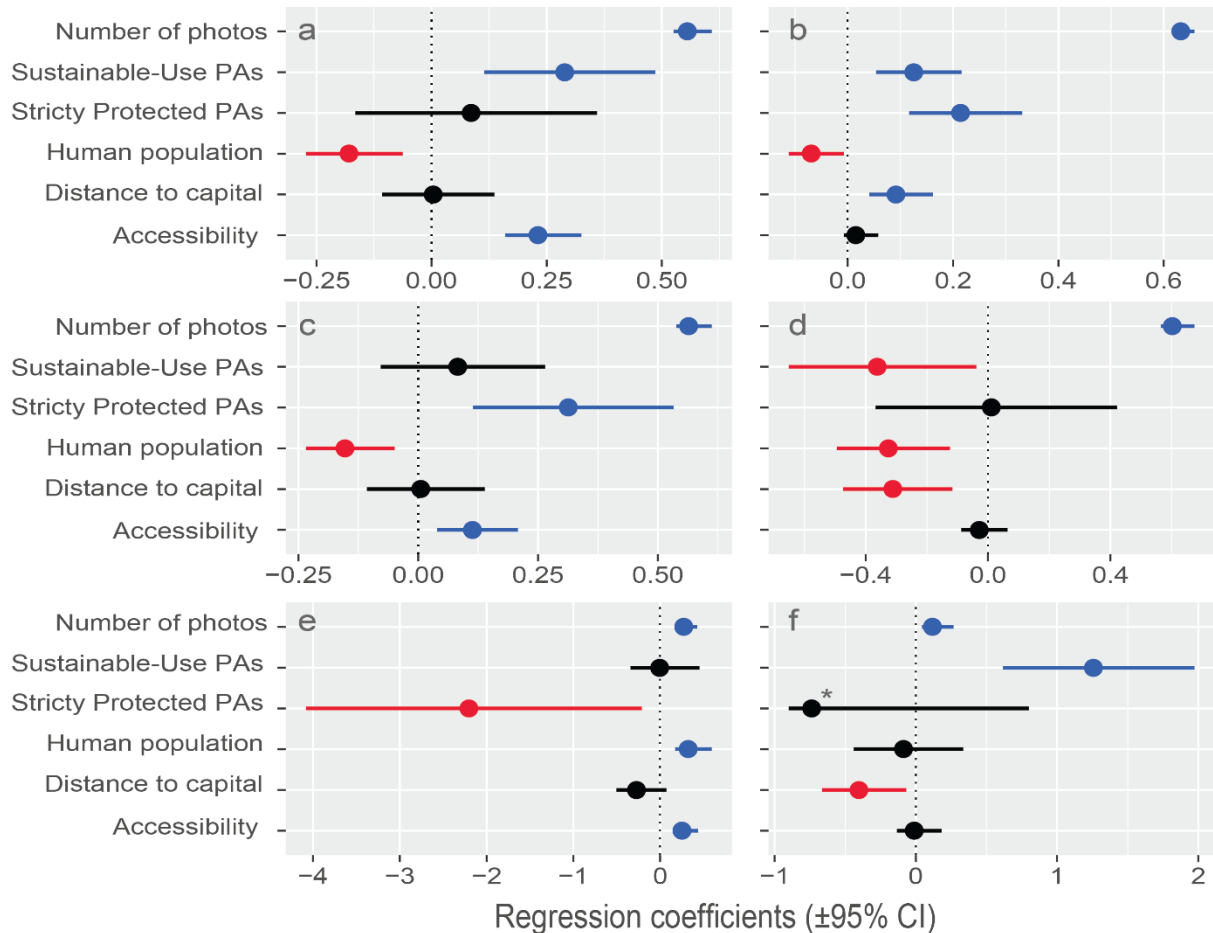 Number of photos
Sustainable-Use PAs
Stricty Protected PAs
Human population
Distance to capital
Accessibility
a
−0.25 0.00 0.25 0.50
b
0.0 0.2 0.4 0.6
Number of photos
Sustainable-Use PAs
Stricty Protected PAs
Human population
Distance to capital
Accessibility
c
−0.25 0.00 0.25 0.50
d
−0.4 0.0 0.4
Number of photos
Sustainable-Use PAs
Stricty Protected PAs
Human population
Distance to capital
Accessibility
e
−4 −3 −2 −1 0
f
*
−1 0 1 2
Regression coefficients (±95% CI)